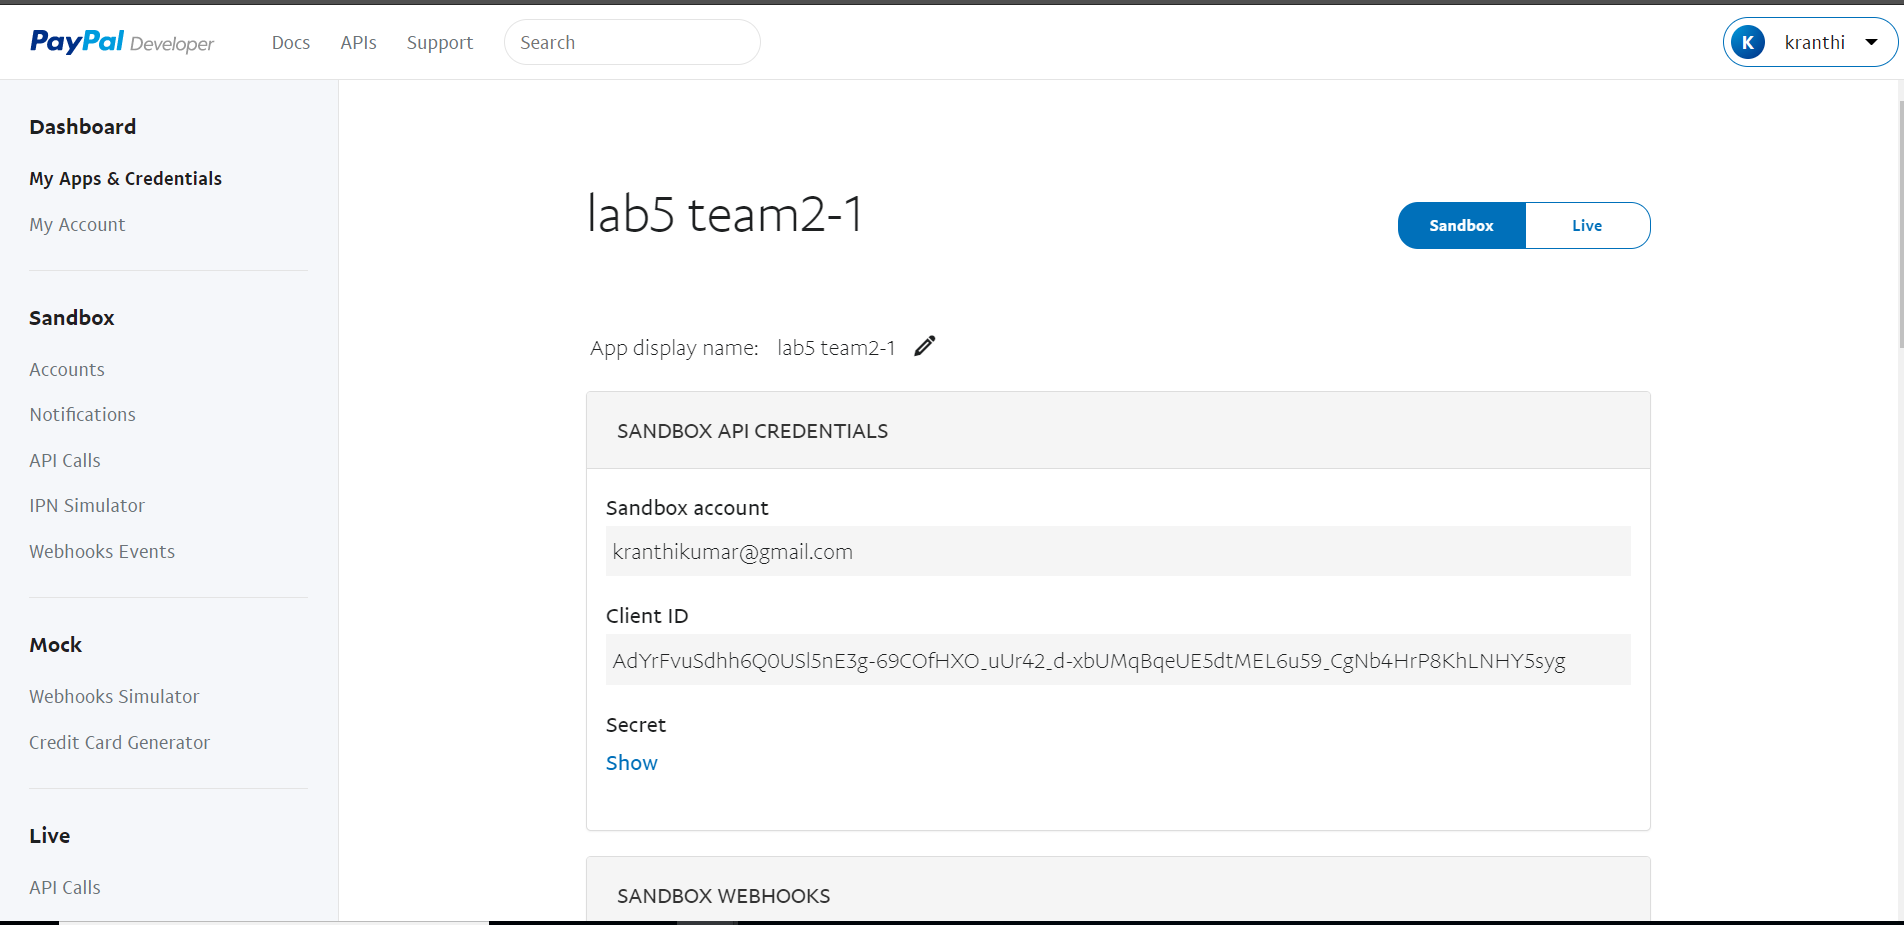 PayPal Developer Docs APIs Support Search K kranthi
Dashboard
My Apps & Credentials
My Account
Sandbox
Accounts
Notifications
API Calls
IPN Simulator
Webhooks Events
Mock
Webhooks Simulator
Credit Card Generator
Live
API Calls
lab5 team2-1
Sandbox Live
App display name: lab5 team2-1
SANDBOX API CREDENTIALS
Sandbox account
kranthikumar@gmail.com
Client ID
AdYrFvuSdhh6Q0USl5nE3g-69COfHXO_uUr42_d-xbUMqBqeUE5dtMEL6u59_CgNb4HrP8KhLNHY5syg
Secret
Show
SANDBOX WEBHOOKS